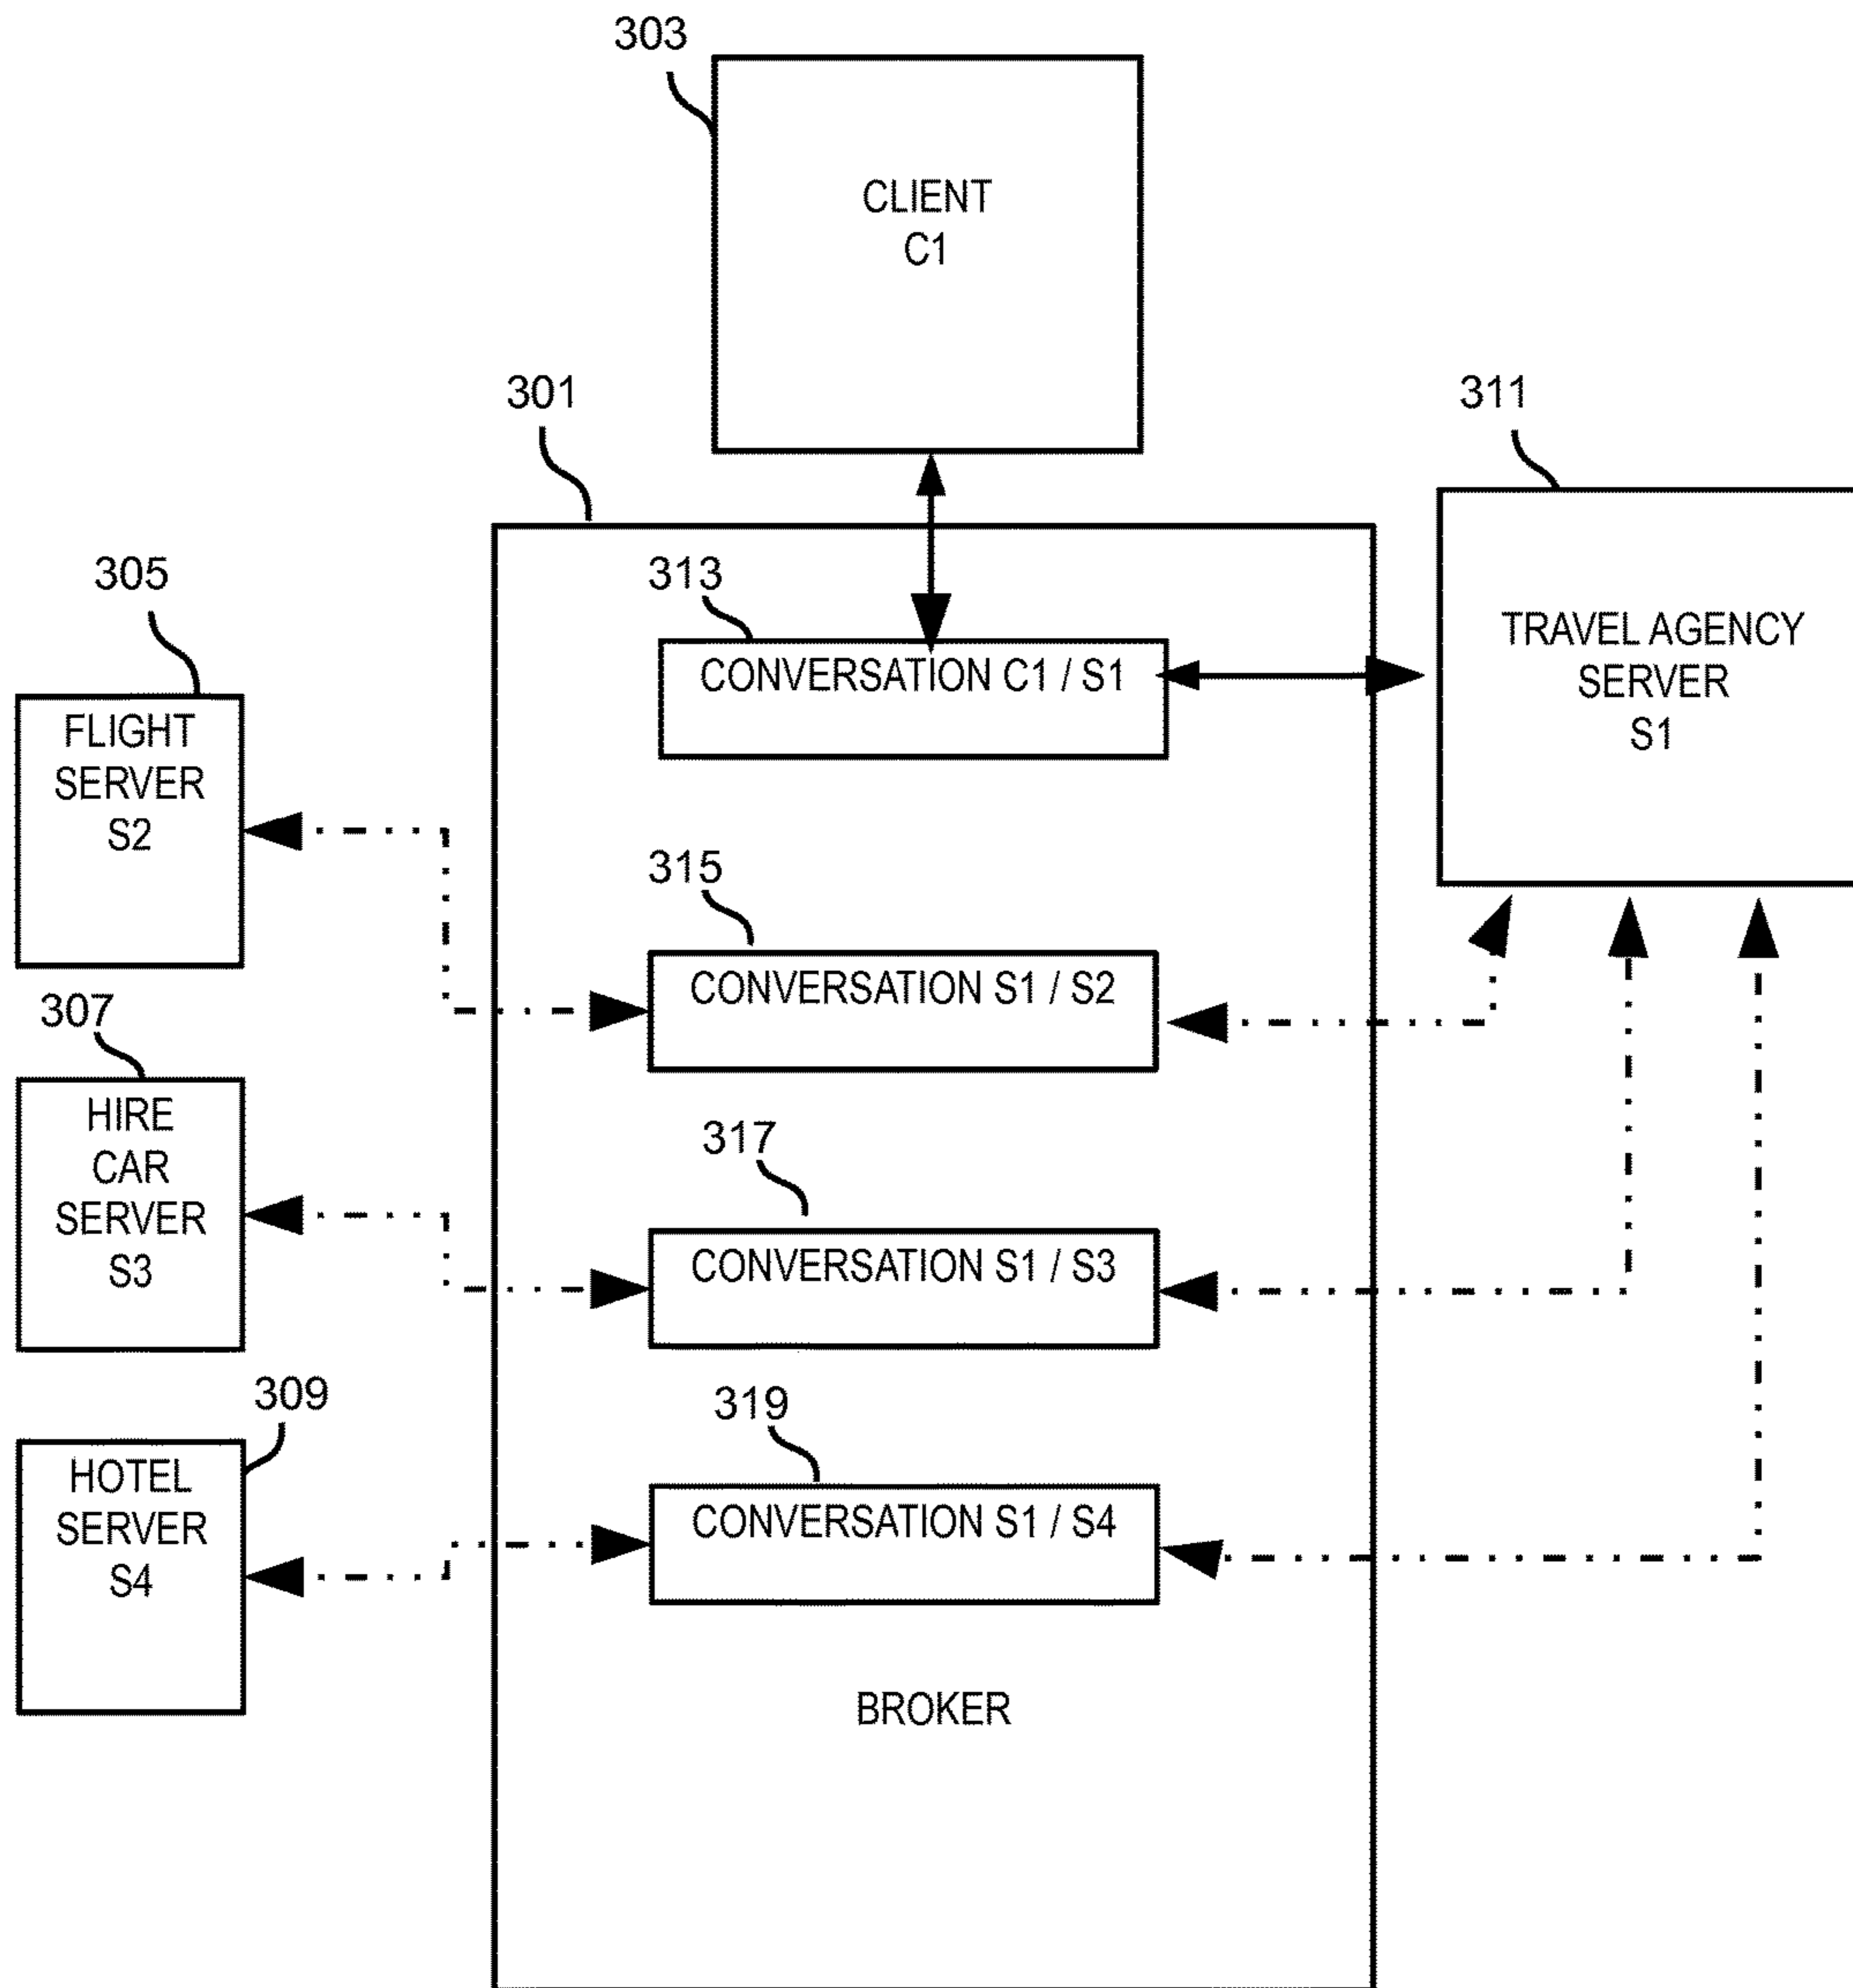 303
CLIENT
C1
301
311
313
305
CONVERSATION C1 / S1
TRAVEL AGENCY
SERVER
S1
FLIGHT
SERVER
S2
315
CONVERSATION S1 / S2
307
HIRE
CAR
SERVER
S3
317
CONVERSATION S1 / S3
309
319
HOTEL
SERVER
S4
CONVERSATION S1 / S4
BROKER